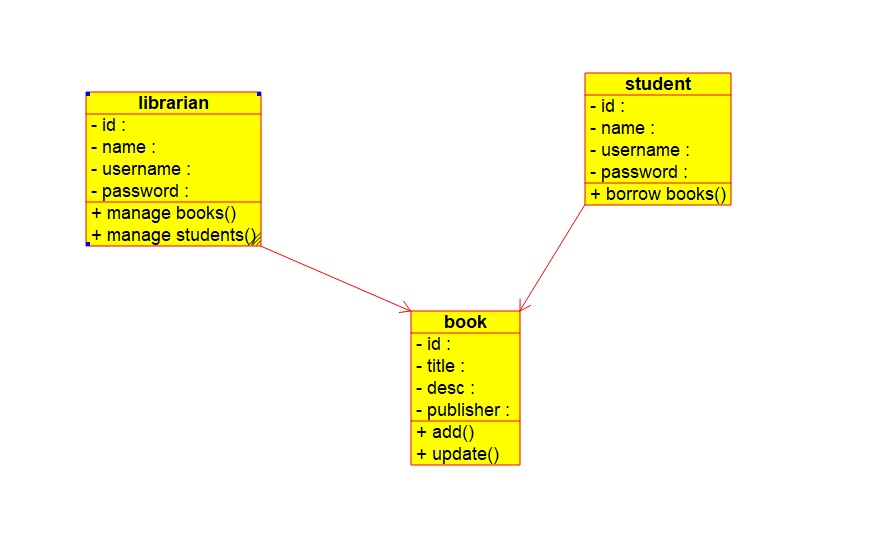 librarian
- id :
- name :
- username :
- password :
+ manage books()
+ manage students()
student
- id :
- name :
- username :
- password :
+ borrow books()
book
- id :
- title :
- desc :
- publisher :
+ add()
+ update()